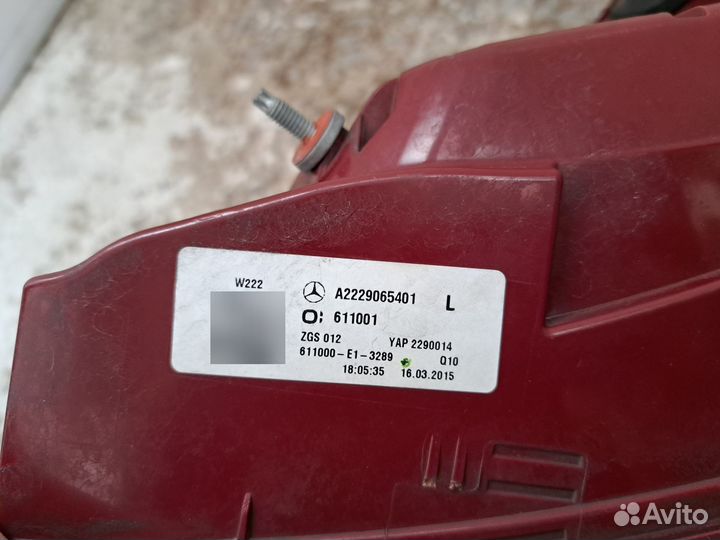 W222
A2229065401 L
611001
ZGS 012 YAP 2290014
611000-E1-3289 Q10
18:05:35 16.03.2015
Avito